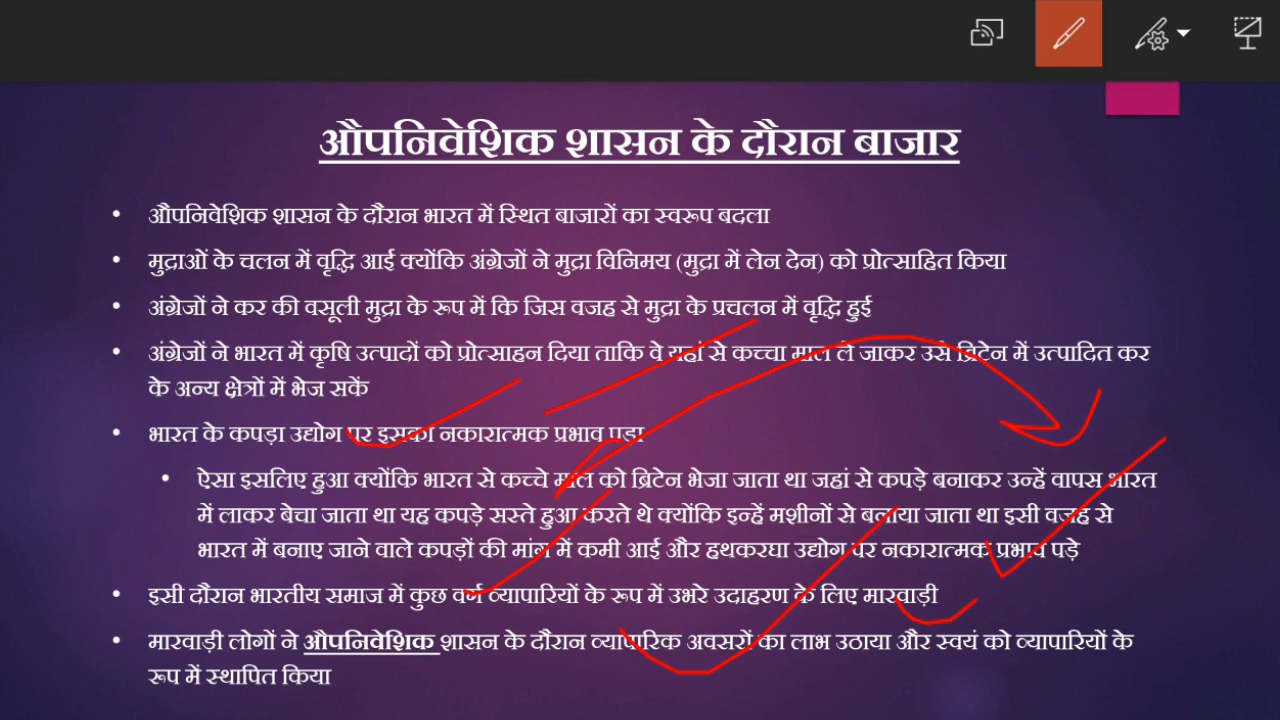 औपनिवेशिक शासन के दौरान बाजार
• औपनिवेशिक शासन के दौरान भारत में स्थित बाजारों का स्वरूप बदला
• मुद्राओं के चलन में वृद्धि आई क्योंकि अंग्रेजों ने मुद्रा विनिमय (मुद्रा में लेन देन) को प्रोत्साहित किया
• अंग्रेजों ने कर की वसूली मुद्रा के रूप में कि जिस वजह से मुद्रा के प्रचलन में वृद्धि हुई
• अंग्रेजों ने भारत में कृषि उत्पादों को प्रोत्साहन दिया ताकि वे यहां से कच्चा माल ले जाकर उसे ब्रिटेन में उत्पादित कर
के अन्य क्षेत्रों में भेज सकें
• भारत के कपड़ा उद्योग पर इसका नकारात्मक प्रभाव पड़ा
• ऐसा इसलिए हुआ क्योंकि भारत से कच्चे माल को ब्रिटेन भेजा जाता था जहां से कपड़े बनाकर उन्हें वापस भारत
में लाकर बेचा जाता था यह कपड़े सस्ते हुआ करते थे क्योंकि इन्हें मशीनों से बनाया जाता था इसी वजह से
भारत में बनाए जाने वाले कपड़ों की मांग में कमी आई और हथकरघा उद्योग पर नकारात्मक प्रभाव पड़े
• इसी दौरान भारतीय समाज में कुछ वर्ग व्यापारियों के रूप में उभरे उदाहरण के लिए मारवाड़ी
• मारवाड़ी लोगों ने औपनिवेशिक शासन के दौरान व्यापारिक अवसरों का लाभ उठाया और स्वयं को व्यापारियों के
रूप में स्थापित किया